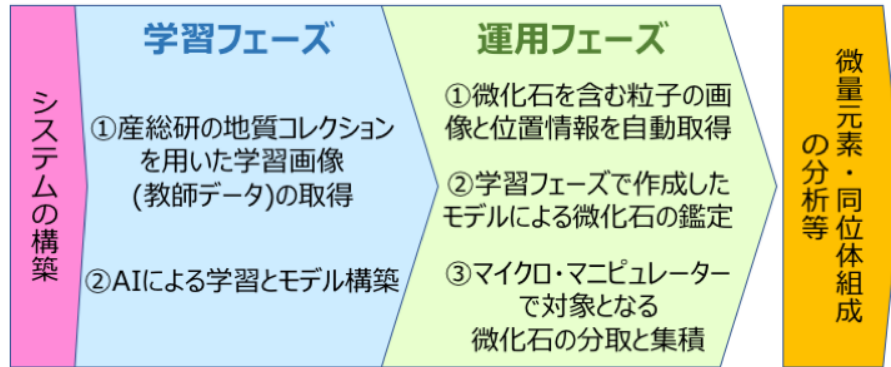 システムの構築
学習フェーズ
①産総研の地質コレクション
を用いた学習画像
(教師データ)の取得
②AIによる学習とモデル構築
運用フェーズ
①微化石を含む粒子の画
像と位置情報を自動取得
②学習フェーズで作成した
モデルによる微化石の鑑定
③マイクロ・マニピュレーター
で対象となる
微化石の分取と集積
微量元素・同位体組成
の分析等